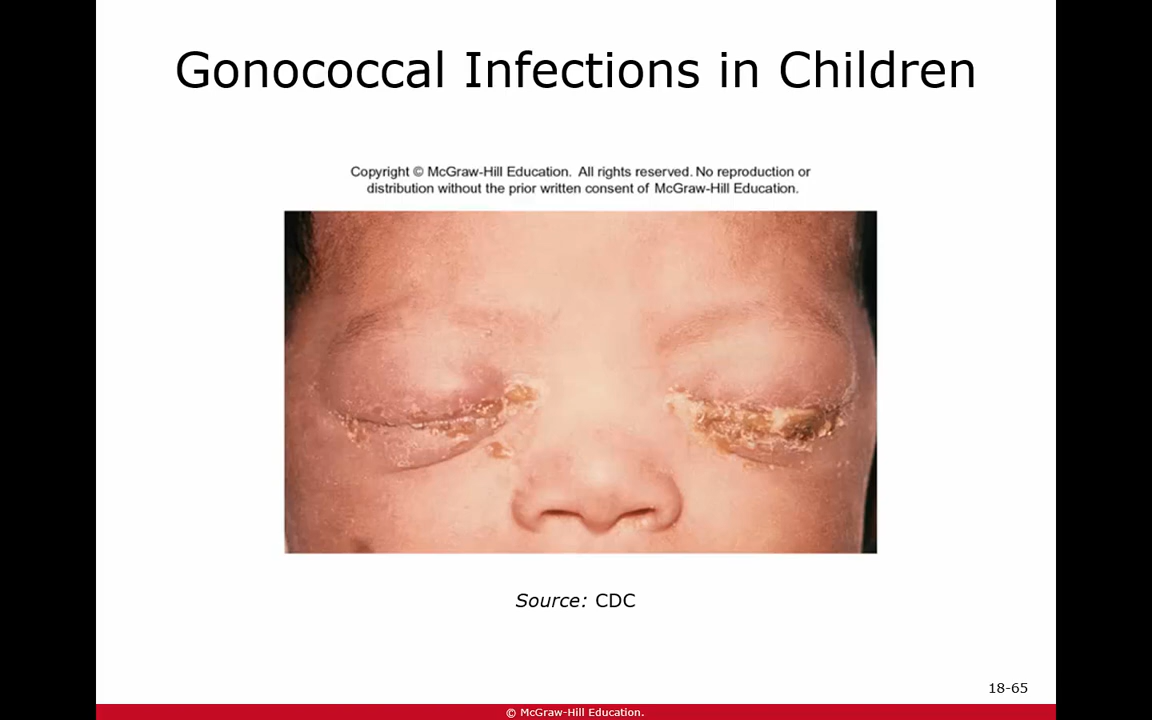 Gonococcal Infections in Children
Copyright © McGraw-Hill Education. All rights reserved. No reproduction or
distribution without the prior written consent of McGraw-Hill Education.
Source: CDC
18-65
© McGraw-Hill Education.